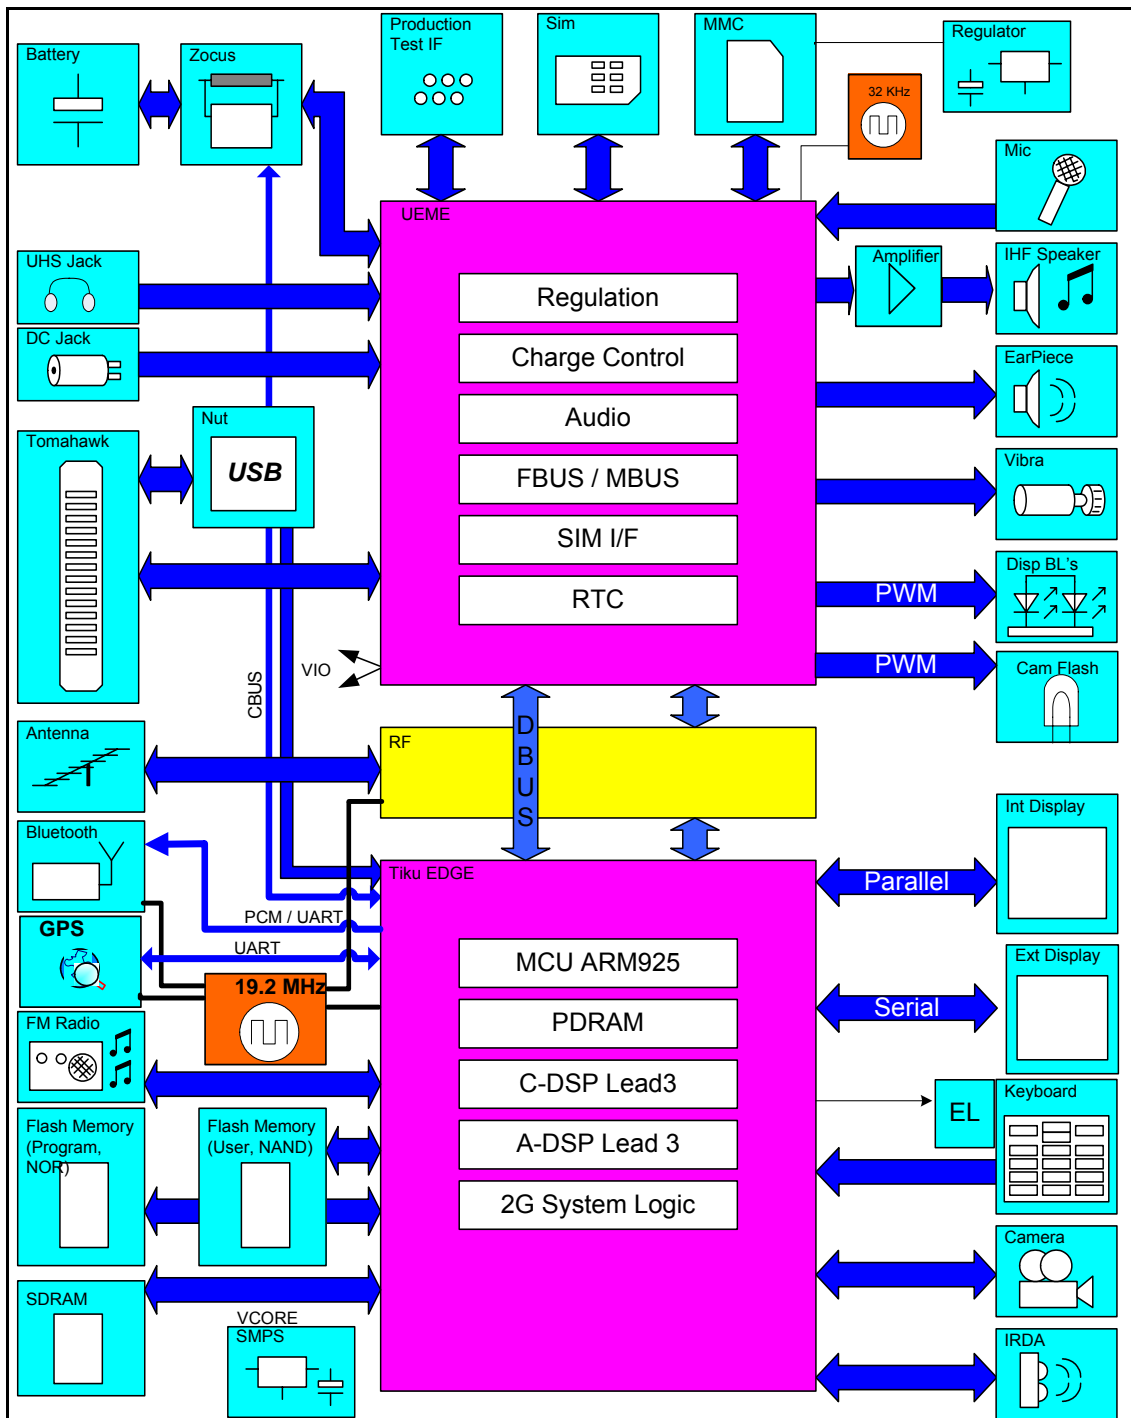 Battery
Zocus
Production
Test IF
Sim
MMC
Regulator
32 KHz
Mic
UEME
UHS Jack
Amplifier
IHF Speaker
Regulation
DC Jack
Charge Control
EarPiece
Nut
Audio
Tomahawk
USB
FBUS / MBUS
Vibra
SIM I/F
Disp BL's
RTC
PWM
VIO
PWM
Cam Flash
CBUS
DBUS
Antenna
RF
Int Display
Bluetooth
Tiku EDGE
Parallel
PCM / UART
GPS
UART
MCU ARM925
Ext Display
19.2 MHz
Serial
FM Radio
PDRAM
C-DSP Lead3
EL
Keyboard
Flash Memory
(Program,
NOR)
Flash Memory
(User, NAND)
A-DSP Lead 3
2G System Logic
Camera
SDRAM
VCORE
SMPS
IRDA